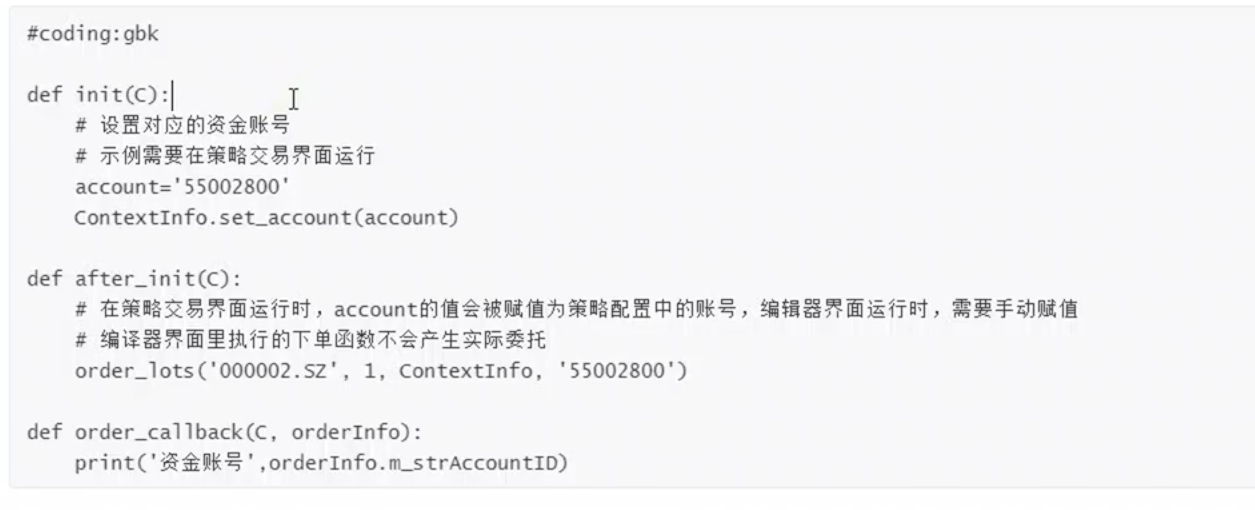 #coding:gbk
def init(C):
# 设置对应的资金账号
# 示例需要在策略交易界面运行
account='55002800'
ContextInfo.set_account(account)
def after_init(C):
# 在策略交易界面运行时，account的值会被赋值为策略配置中的账号，编辑器界面运行时，需要手动赋值
# 编译器界面里执行的下单函数不会产生实际委托
order_lots('000002.SZ', 1, ContextInfo, '55002800')
def order_callback(C, orderInfo):
print('资金账号',orderInfo.m_strAccountID)